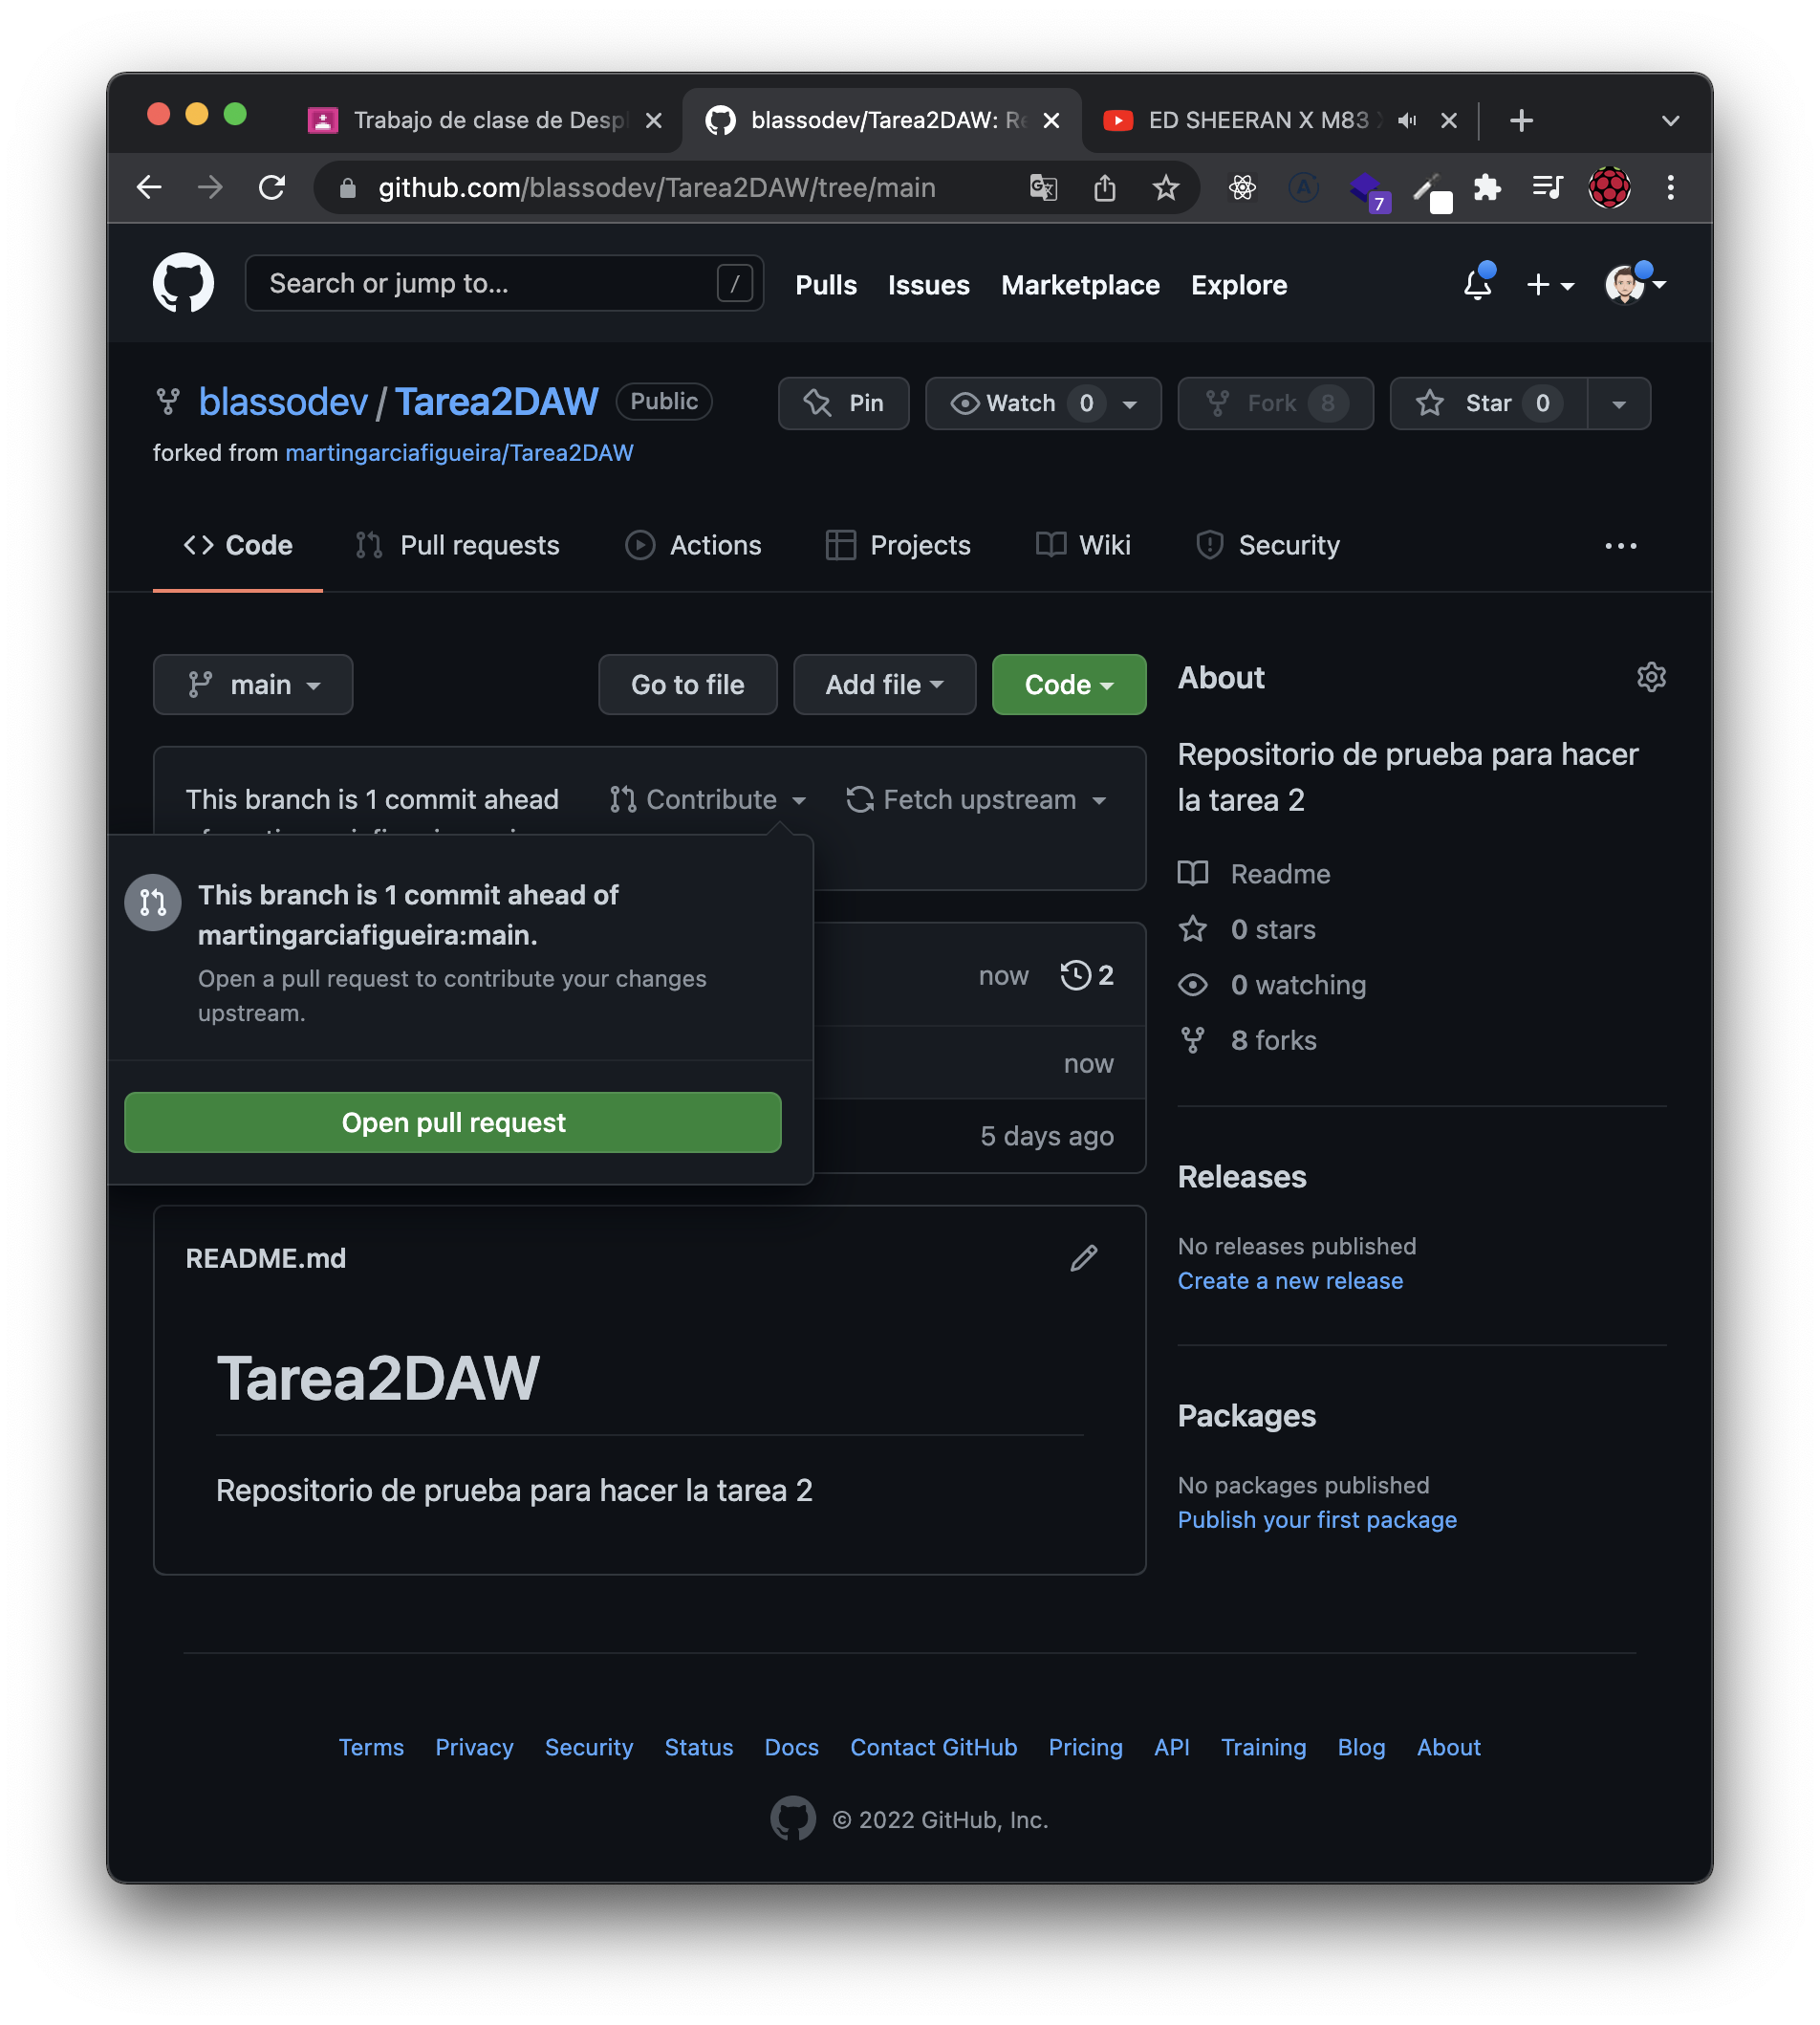 Trabajo de clase de Despl
blassodev/Tarea2DAW: Re
ED SHEERAN X M83
github.com/blassodev/Tarea2DAW/tree/main
7
Search or jump to...
/
Pulls
Issues
Marketplace
Explore
blassodev / Tarea2DAW
Public
Pin
Watch 0
Fork 8
Star 0
forked from martingarciafigueira/Tarea2DAW
Code
Pull requests
Actions
Projects
Wiki
Security
main
Go to file
Add file
Code
This branch is 1 commit ahead
Contribute
Fetch upstream
This branch is 1 commit ahead of
martingarciafigueira:main.
Open a pull request to contribute your changes
upstream.
Open pull request
now
2
now
5 days ago
README.md
Tarea2DAW
Repositorio de prueba para hacer la tarea 2
About
Repositorio de prueba para hacer
la tarea 2
Readme
0 stars
0 watching
8 forks
Releases
No releases published
Create a new release
Packages
No packages published
Publish your first package
Terms
Privacy
Security
Status
Docs
Contact GitHub
Pricing
API
Training
Blog
About
© 2022 GitHub, Inc.